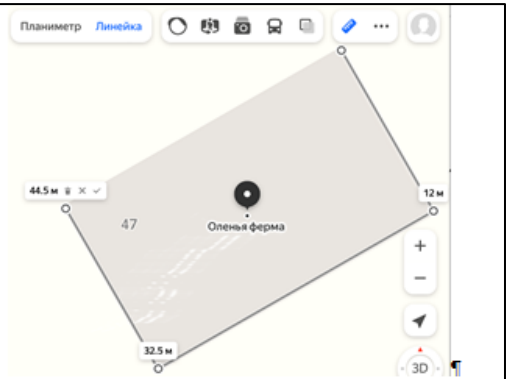 Планиметр Линейка
44.5 м
12 м
47
Оленья ферма
32.5 м
3D
¶